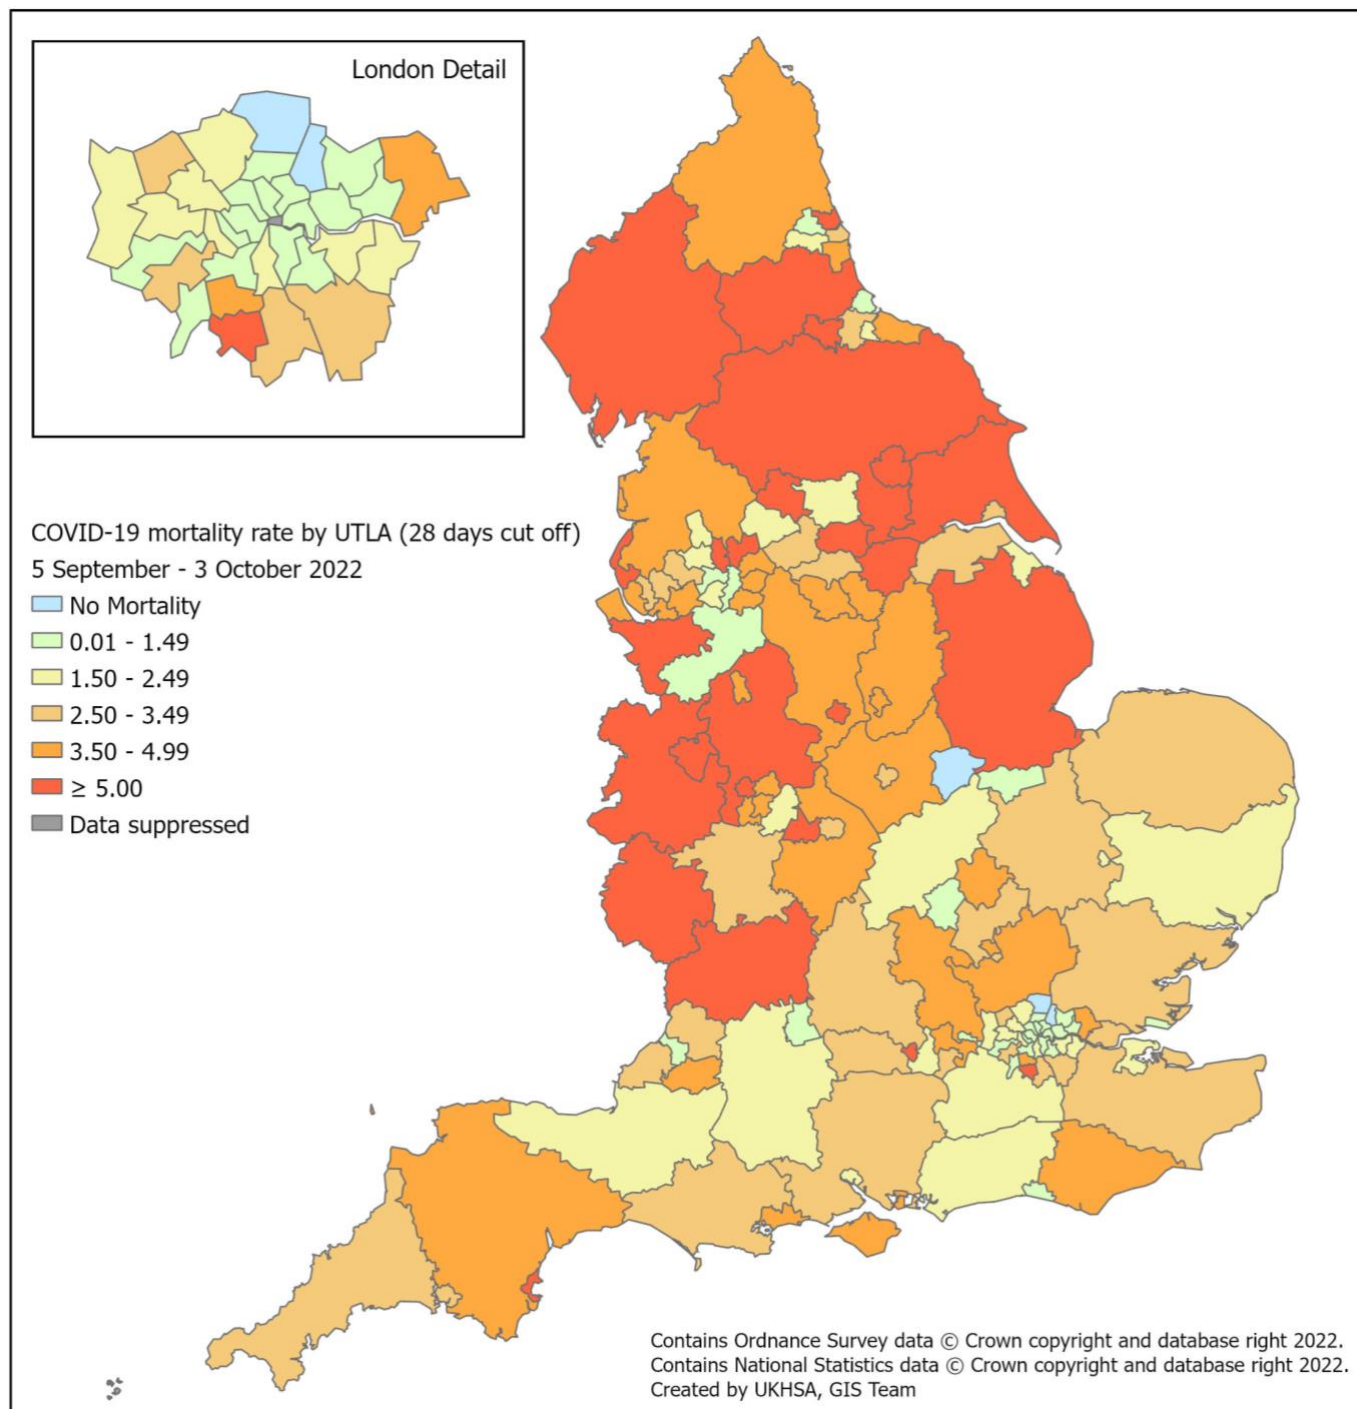 London Detail
COVID-19 mortality rate by UTLA (28 days cut off)
5 September - 3 October 2022
No Mortality
0.01 - 1.49
1.50 - 2.49
2.50 - 3.49
3.50 - 4.99
≥ 5.00
Data suppressed
Contains Ordnance Survey data © Crown copyright and database right 2022.
Contains National Statistics data © Crown copyright and database right 2022.
Created by UKHSA, GIS Team